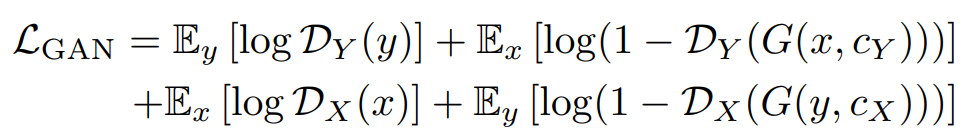 ℒ_GAN = 𝔼_y [log 𝒟_Y(y)] + 𝔼_x [log(1 − 𝒟_Y(G(x, c_Y)))]
+𝔼_x [log 𝒟_X(x)] + 𝔼_y [log(1 − 𝒟_X(G(y, c_X)))]